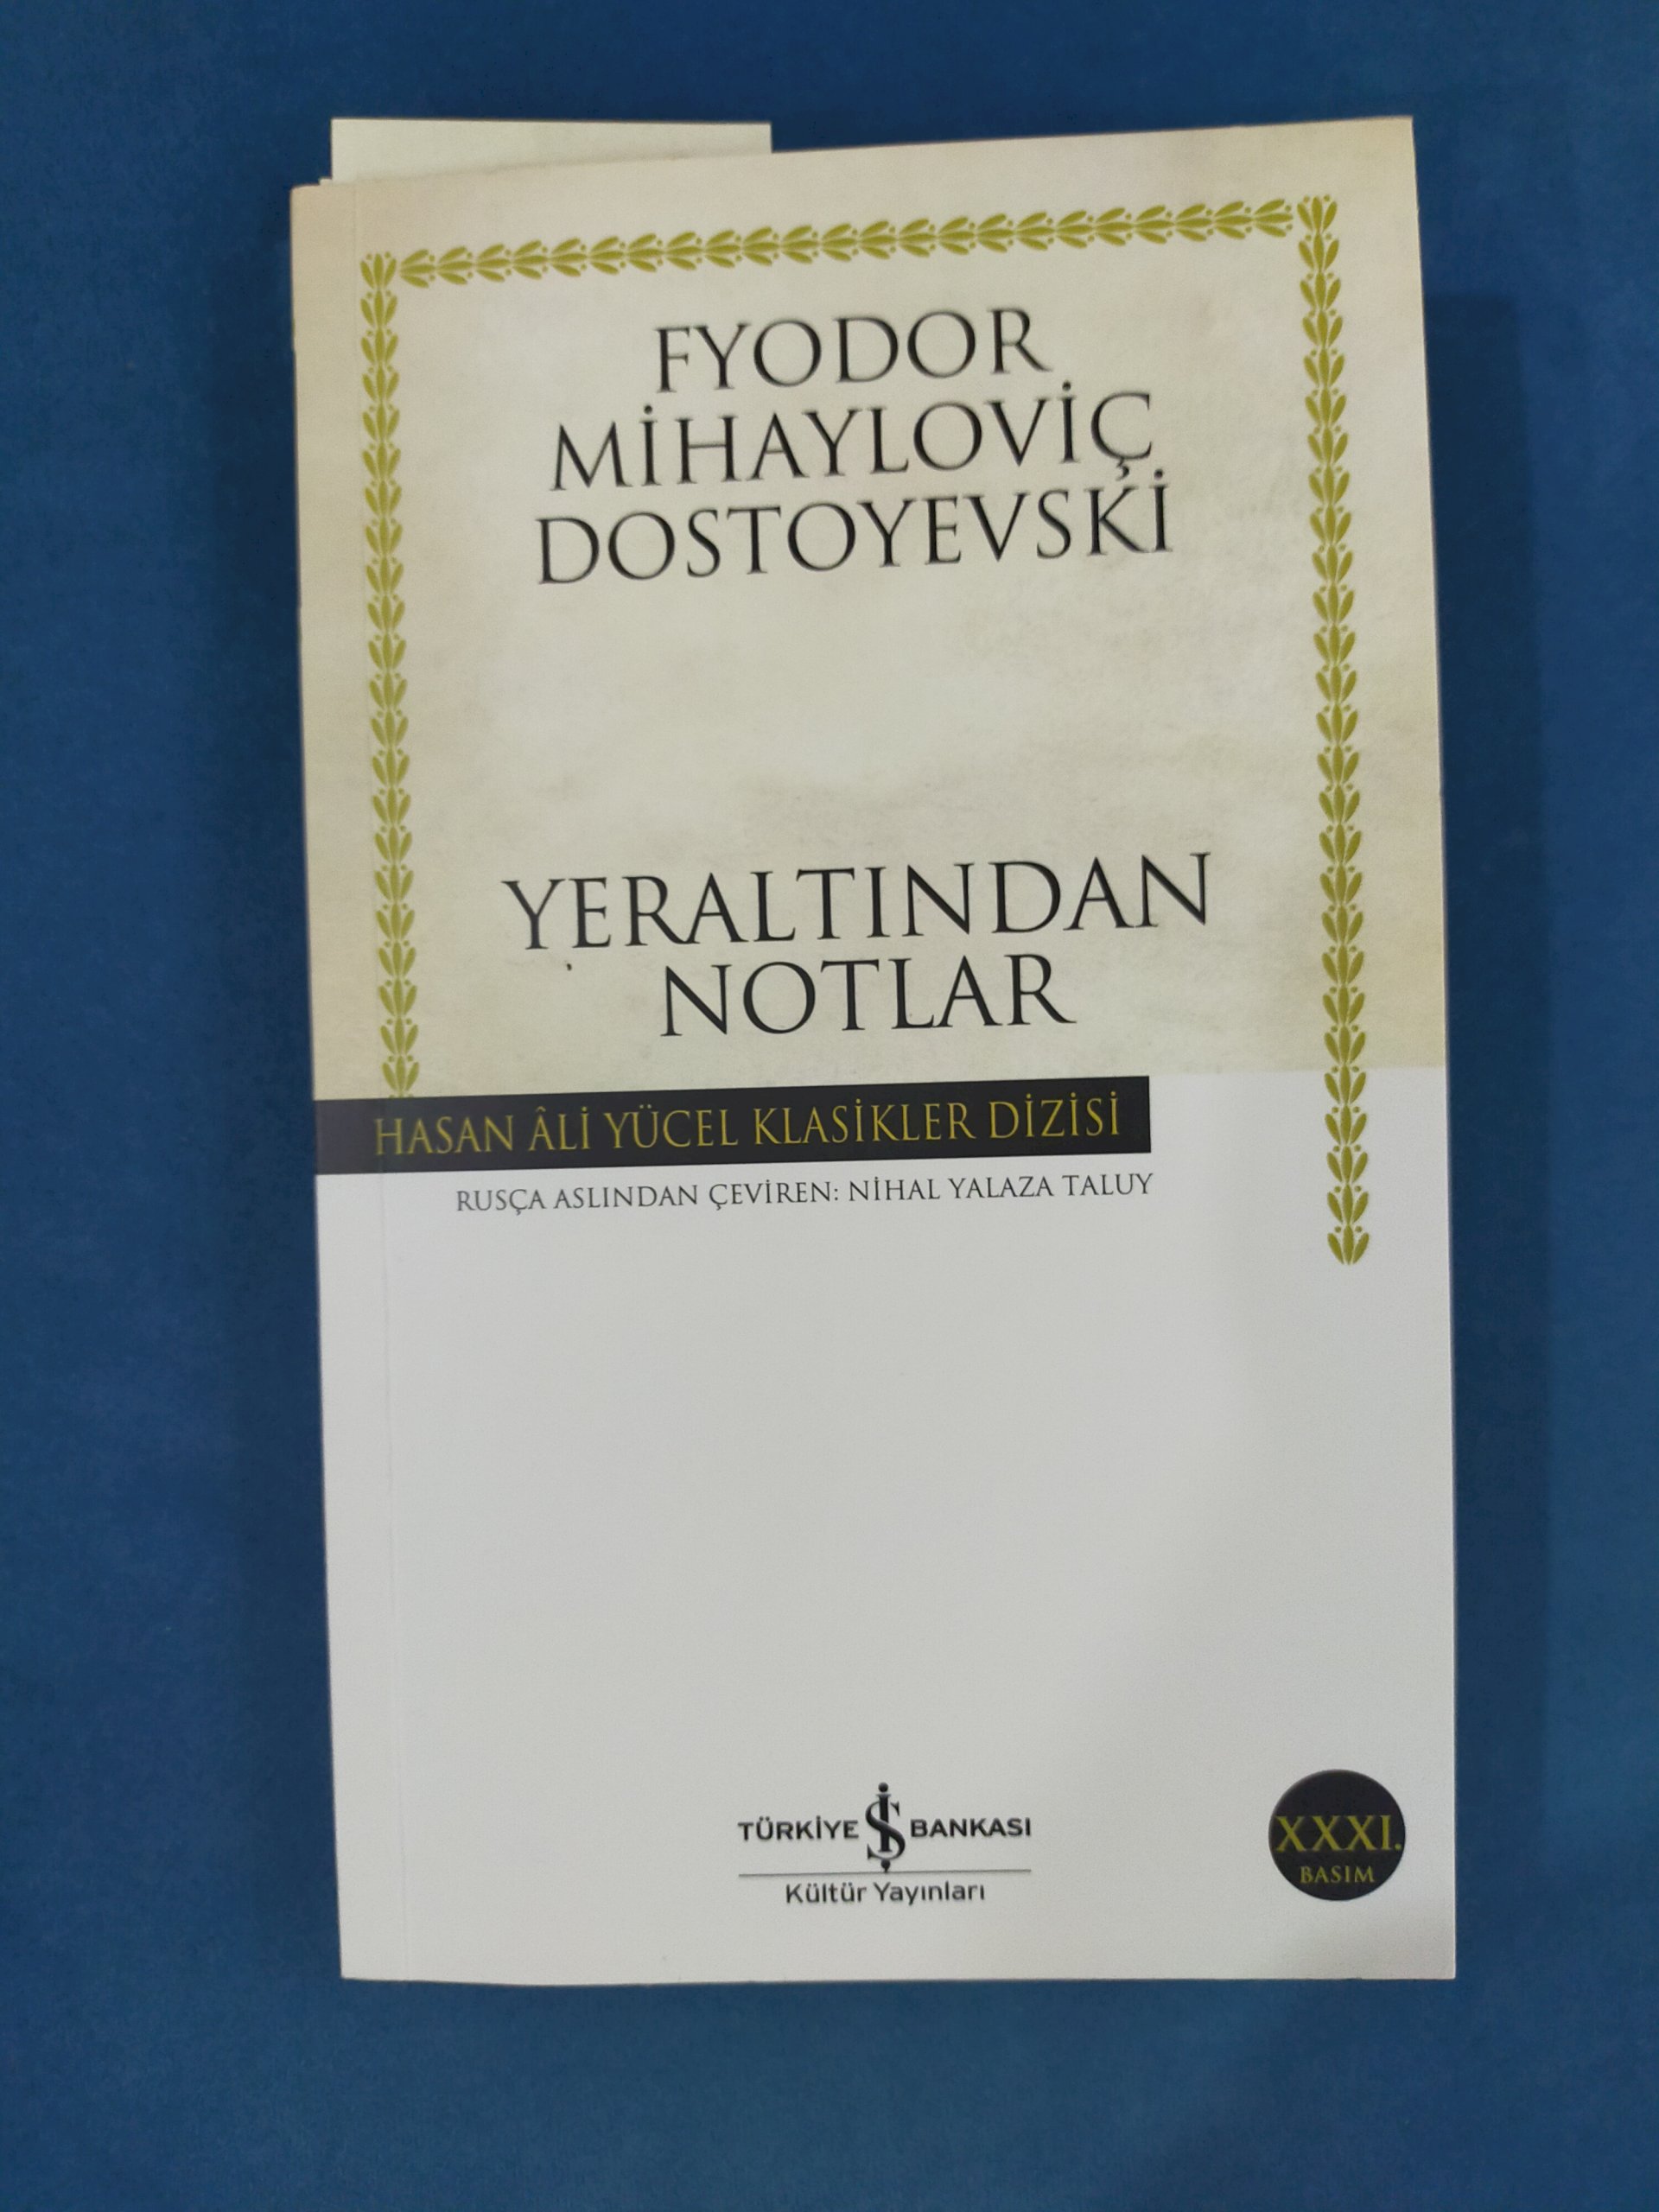 FYODOR
MİHAYLOVİÇ
DOSTOYEVSKİ
YERALTINDAN
NOTLAR
HASAN ÂLİ YÜCEL KLASİKLER DİZİSİ
RUSÇA ASLINDAN ÇEVİREN: NİHAL YALAZA TALUY
TÜRKİYE İŞ BANKASI
Kültür Yayınları
XXXI.
BASIM